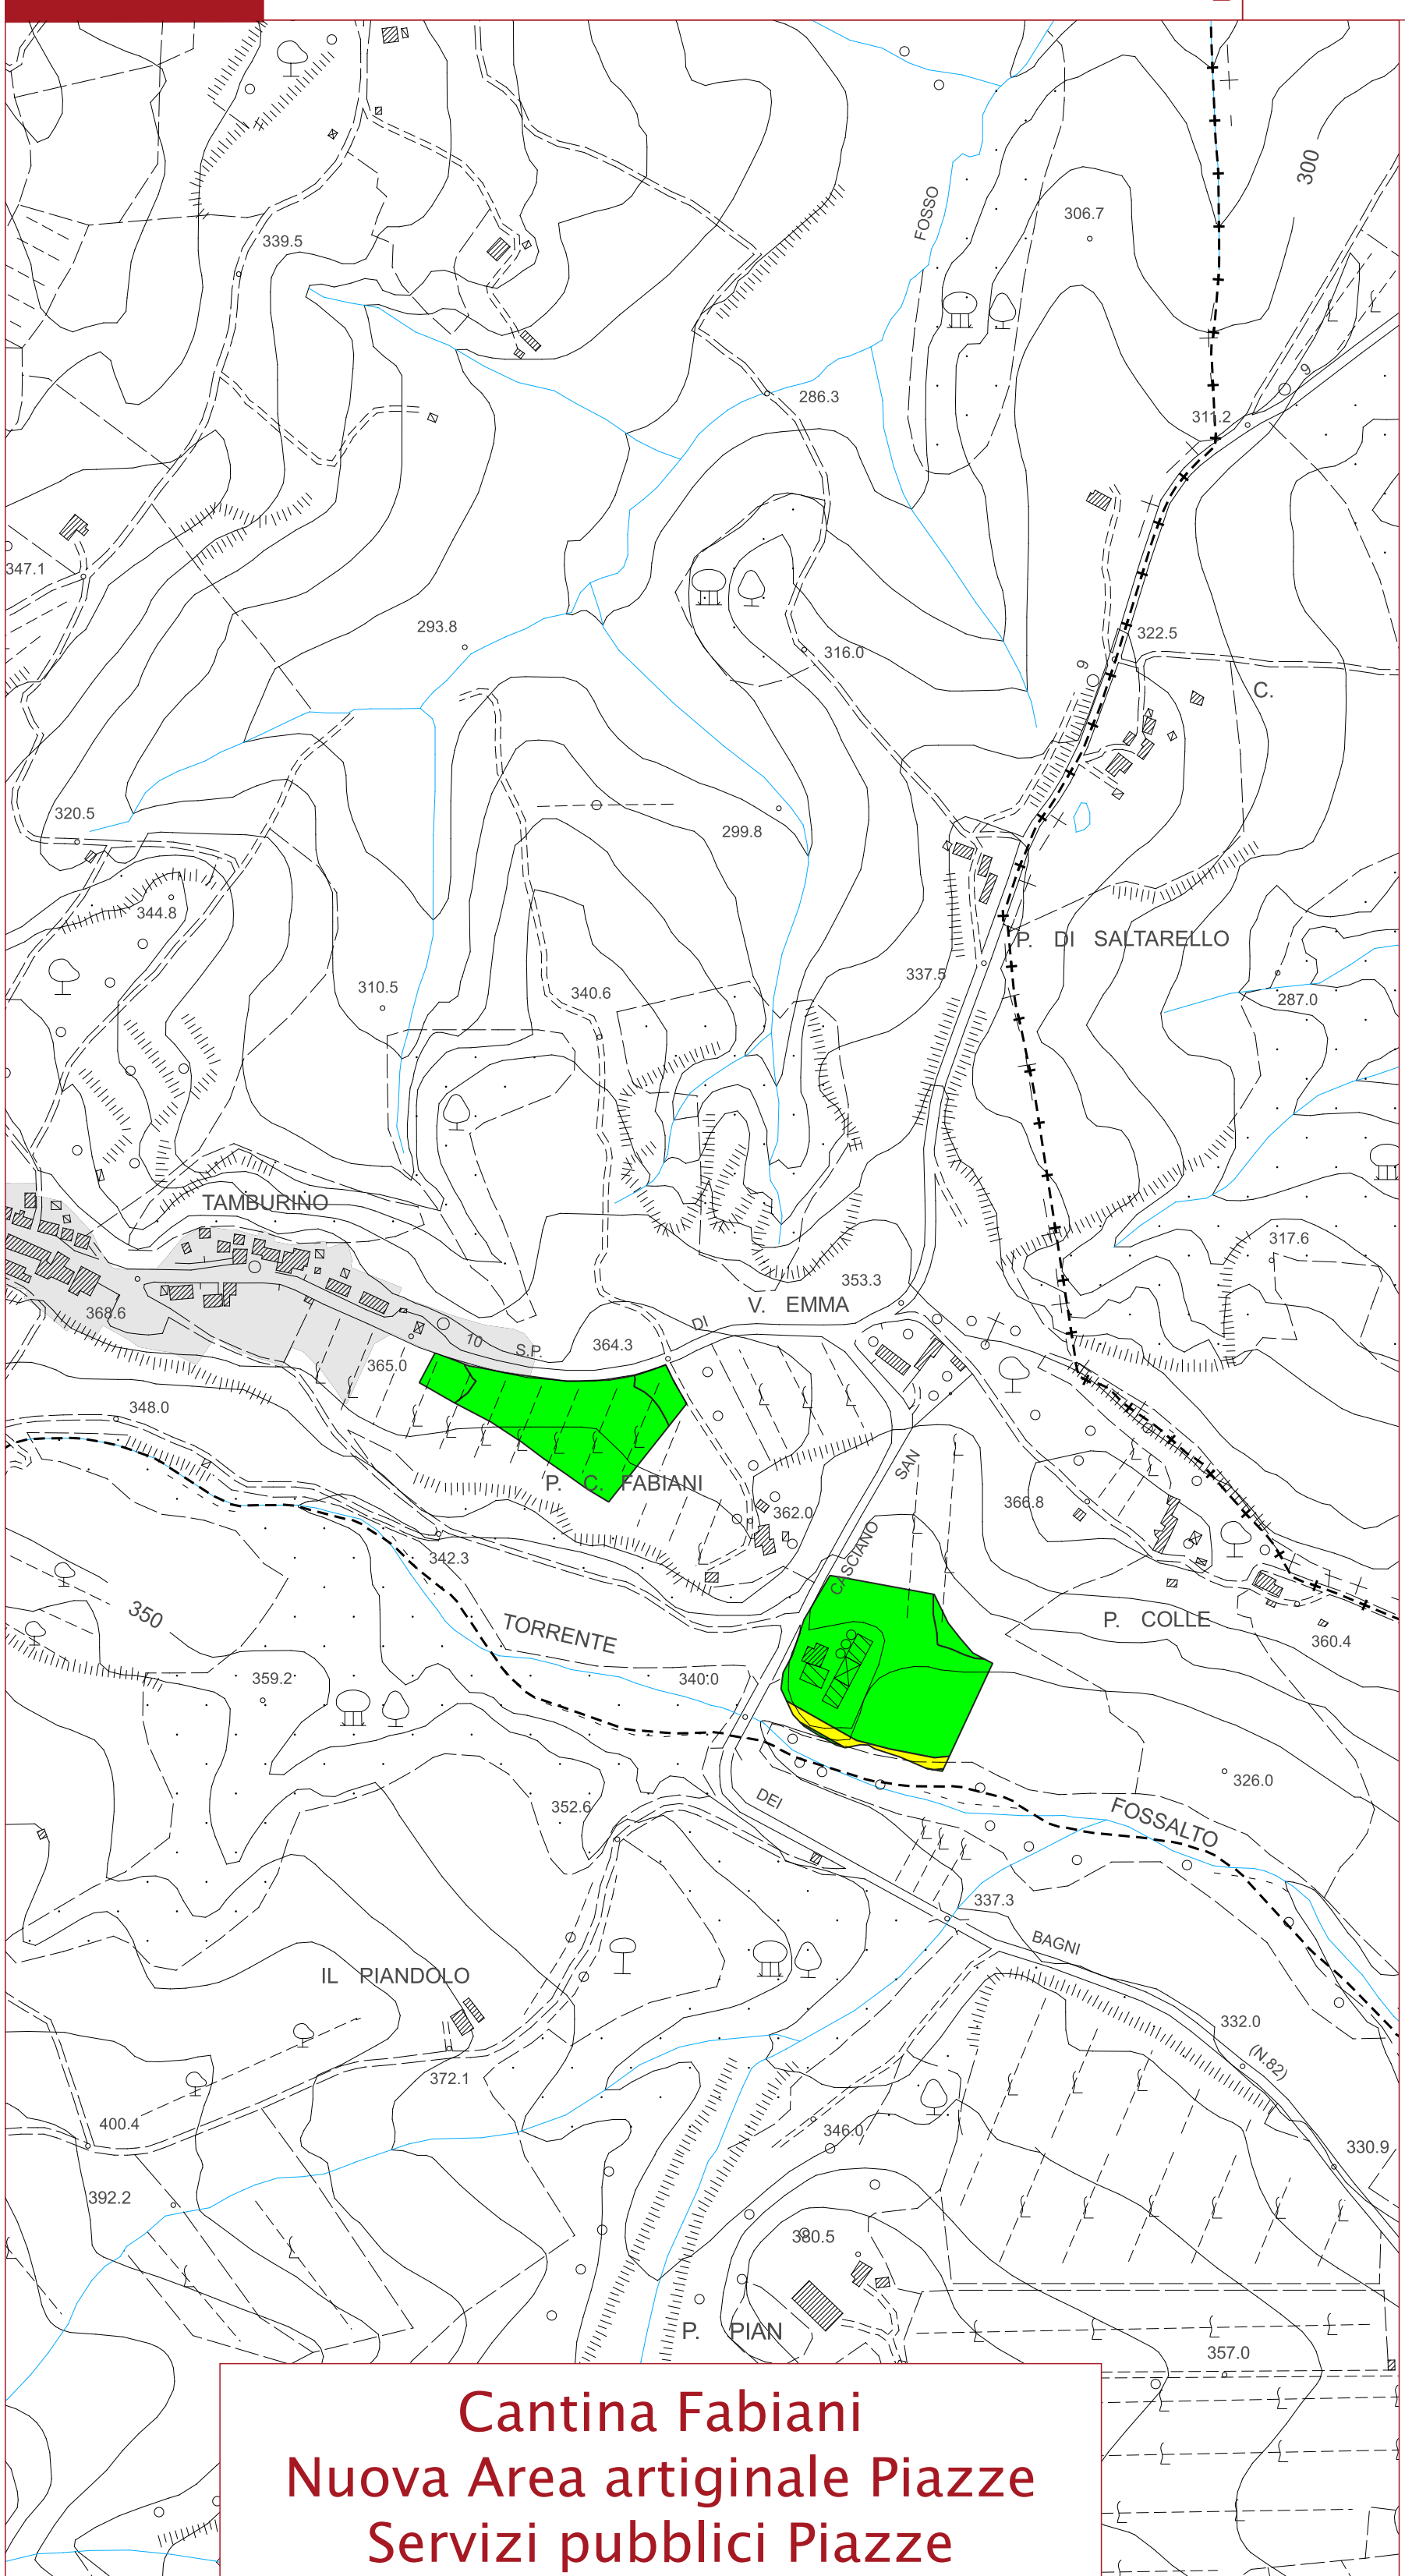 300
306.7
FOSSO
339.5
9
286.3
311.2
347.1
293.8
322.5
316.0
9
C.
320.5
299.8
344.8
P. DI SALTARELLO
337.5
310.5
340.6
287.0
TAMBURINO
317.6
353.3
V. EMMA
368.6
DI
10
S.P.
364.3
365.0
348.0
SAN
P. C. FABIANI
366.8
362.0
CASCIANO
342.3
350
TORRENTE
P. COLLE
360.4
359.2
340.0
326.0
DEI
352.6
FOSSALTO
337.3
BAGNI
IL PIANDOLO
332.0
(N.82)
372.1
400.4
346.0
330.9
392.2
380.5
P. PIAN
357.0
Cantina Fabiani
Nuova Area artiginale Piazze
Servizi pubblici Piazze